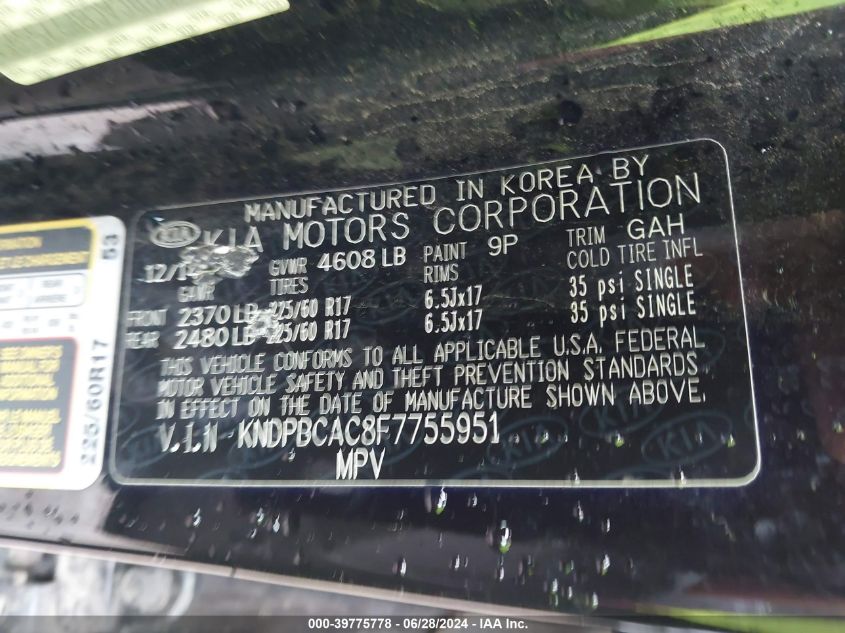 MANUFACTURED IN KOREA BY
KIA KIA MOTORS CORPORATION
GVWR 4608 LB PAINT 9P TRIM GAH
GAWR TIRES RIMS COLD TIRE INFL
FRONT 2370 LB 225/60 R17 6.5Jx17 35 psi SINGLE
REAR 2480 LB 225/60 R17 6.5Jx17 35 psi SINGLE
THIS VEHICLE CONFORMS TO ALL APPLICABLE U.S.A. FEDERAL
MOTOR VEHICLE SAFETY AND THEFT PREVENTION STANDARDS
IN EFFECT ON THE DATE OF MANUFACTURE SHOWN ABOVE.
V.I.N KNDPBCAC8F7755951
MPV
53
225/60R17
000-39775778 - 06/28/2024 - IAA Inc.